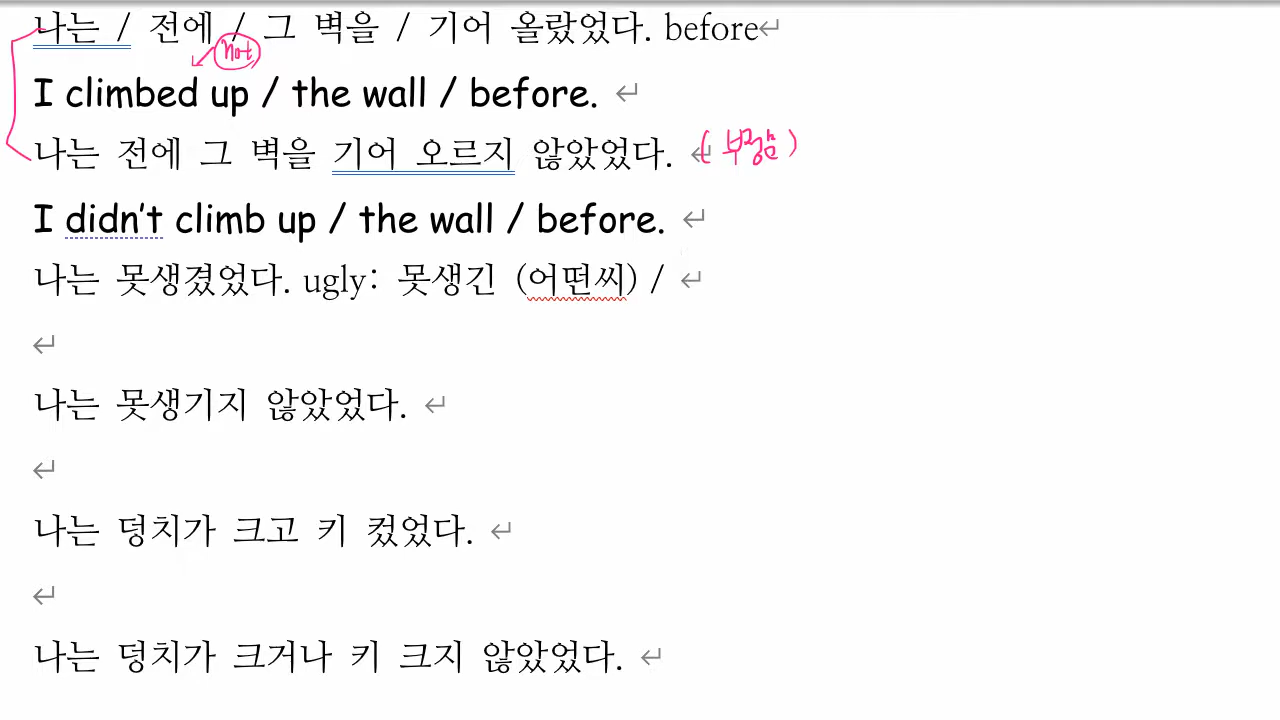 나는 / 전에 / 그 벽을 / 기어 올랐었다. before↵
not
I climbed up / the wall / before. ↵
나는 전에 그 벽을 기어 오르지 않았었다. ↵ (부정문)
I didn't climb up / the wall / before. ↵
나는 못생겼었다. ugly: 못생긴 (어떤씨) / ↵
↵
나는 못생기지 않았었다. ↵
↵
나는 덩치가 크고 키 컸었다. ↵
↵
나는 덩치가 크거나 키 크지 않았었다. ↵